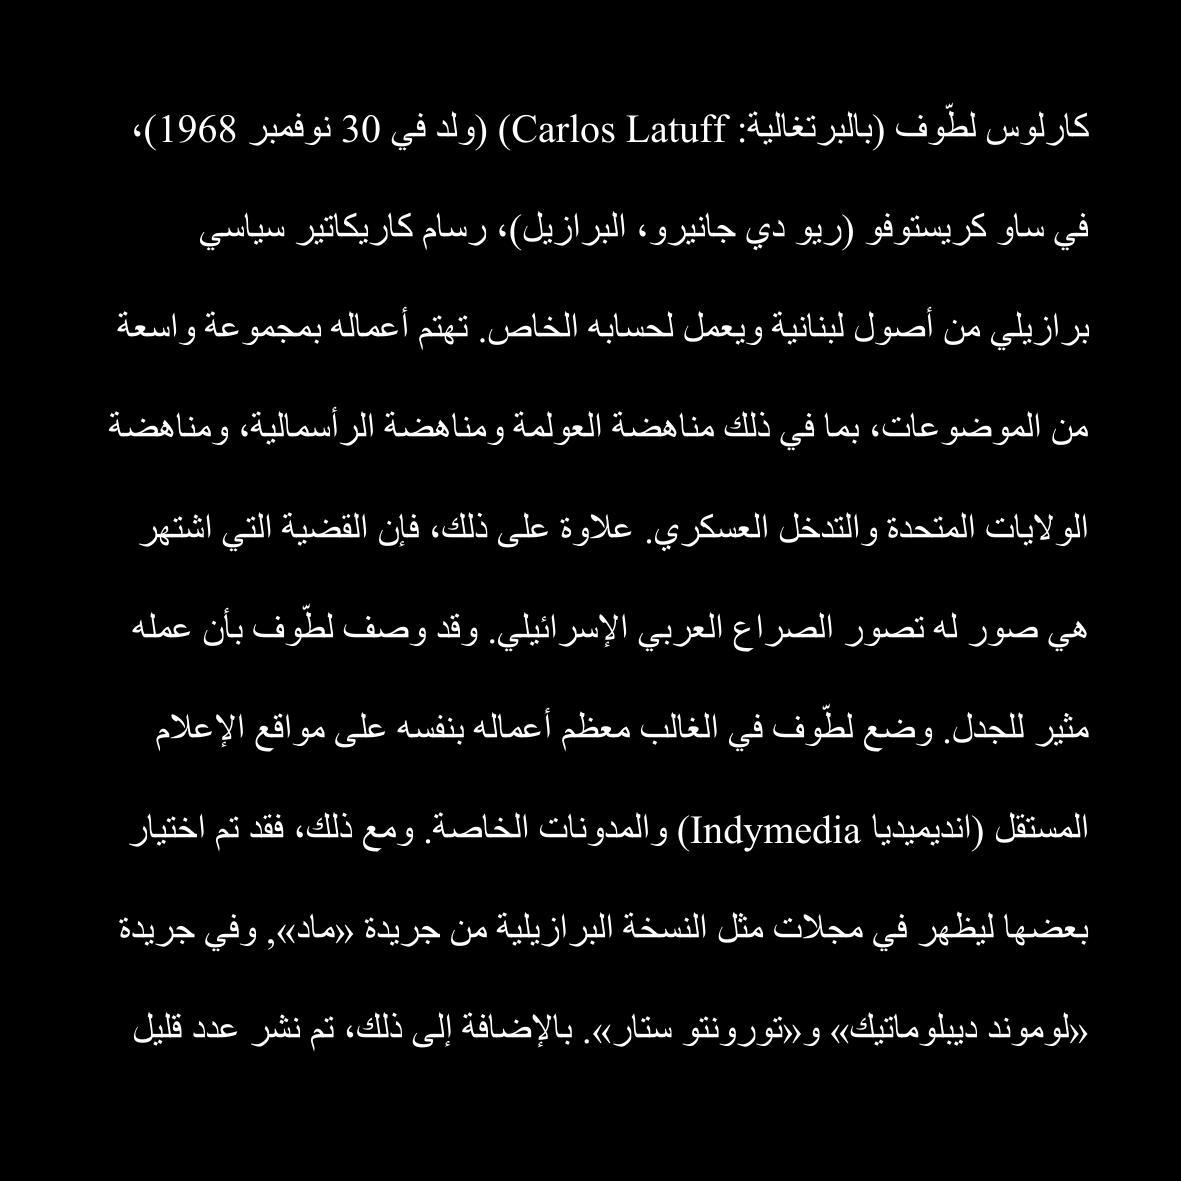 كارلوس لطّوف (بالبرتغالية: Carlos Latuff) (ولد في 30 نوفمبر 1968)،
في ساو كريستوفو (ريو دي جانيرو، البرازيل)، رسام كاريكاتير سياسي
برازيلي من أصول لبنانية ويعمل لحسابه الخاص. تهتم أعماله بمجموعة واسعة
من الموضوعات، بما في ذلك مناهضة العولمة ومناهضة الرأسمالية، ومناهضة
الولايات المتحدة والتدخل العسكري. علاوة على ذلك، فإن القضية التي اشتهر
هي صور له تصور الصراع العربي الإسرائيلي. وقد وصف لطّوف بأن عمله
مثير للجدل. وضع لطّوف في الغالب معظم أعماله بنفسه على مواقع الإعلام
المستقل (انديميديا Indymedia) والمدونات الخاصة. ومع ذلك، فقد تم اختيار
بعضها ليظهر في مجلات مثل النسخة البرازيلية من جريدة «ماد», وفي جريدة
«لوموند ديبلوماتيك» و«تورونتو ستار». بالإضافة إلى ذلك، تم نشر عدد قليل